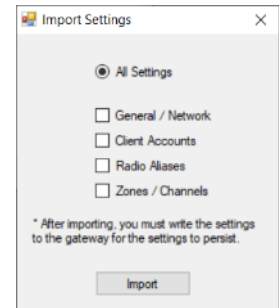 Import Settings
All Settings
General / Network
Client Accounts
Radio Aliases
Zones / Channels
* After importing, you must write the settings
to the gateway for the settings to persist.
Import